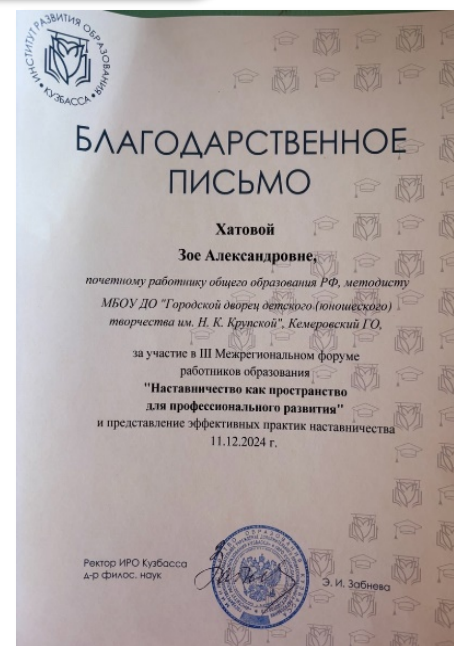 ИНСТИТУТ РАЗВИТИЯ ОБРАЗОВАНИЯ
КУЗБАССА
БЛАГОДАРСТВЕННОЕ
ПИСЬМО
Хатовой
Зое Александровне,
почетному работнику общего образования РФ, методисту
МБОУ ДО "Городской дворец детского (юношеского)
творчества им. Н. К. Крупской", Кемеровский ГО,
за участие в III Межрегиональном форуме
работников образования
"Наставничество как пространство
для профессионального развития"
и представление эффективных практик наставничества
11.12.2024 г.
Ректор ИРО Кузбасса
д-р филос. наук
Э. И. Забнева